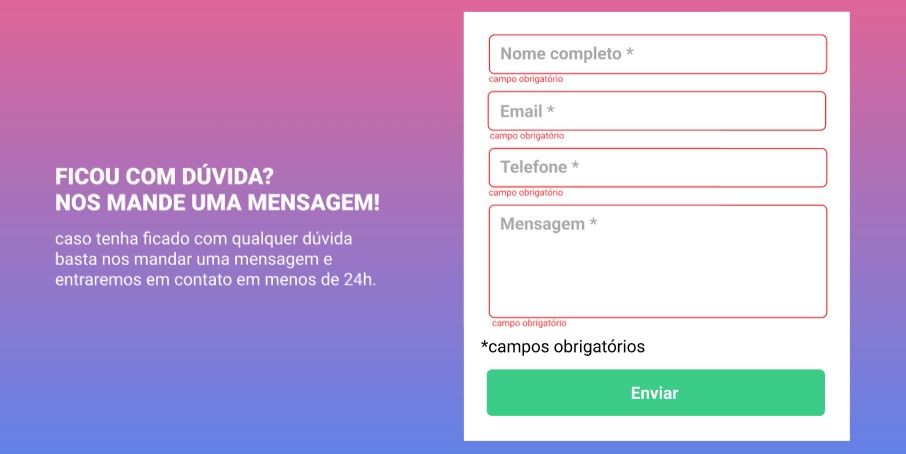 FICOU COM DÚVIDA?
NOS MANDE UMA MENSAGEM!
caso tenha ficado com qualquer dúvida
basta nos mandar uma mensagem e
entraremos em contato em menos de 24h.
Nome completo *
campo obrigatório
Email *
campo obrigatório
Telefone *
campo obrigatório
Mensagem *
campo obrigatório
*campos obrigatórios
Enviar